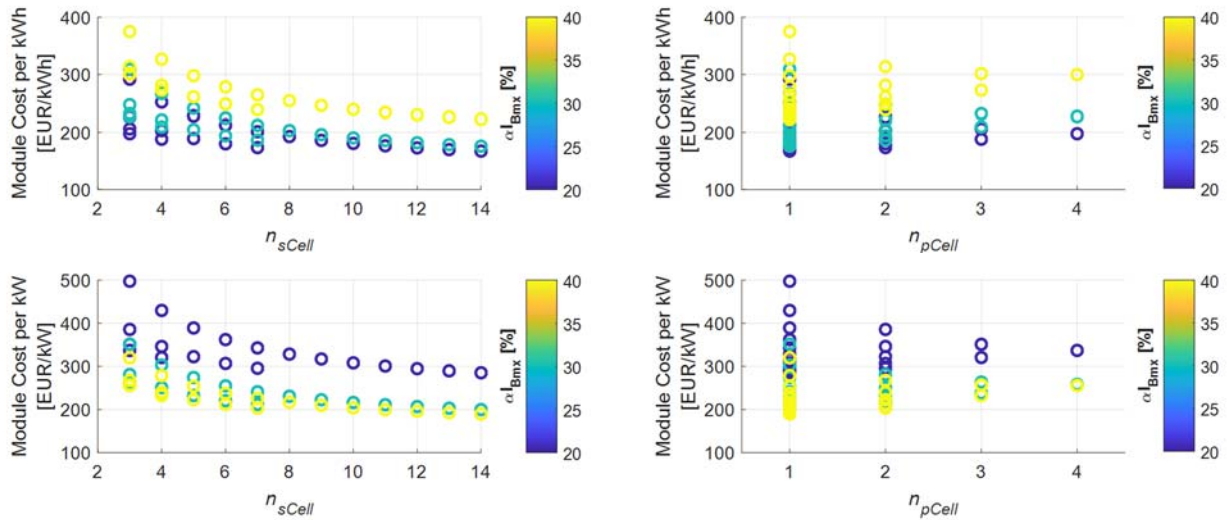 400
300
200
100
Module Cost per kWh
[EUR/kWh]
2 4 6 8 10 12 14
n_sCell
40
35
30
25
20
αI_Bmx [%]
400
300
200
100
Module Cost per kWh
[EUR/kWh]
1 2 3 4
n_pCell
40
35
30
25
20
αI_Bmx [%]
500
400
300
200
100
Module Cost per kW
[EUR/kW]
2 4 6 8 10 12 14
n_sCell
40
35
30
25
20
αI_Bmx [%]
500
400
300
200
100
Module Cost per kW
[EUR/kW]
1 2 3 4
n_pCell
40
35
30
25
20
αI_Bmx [%]